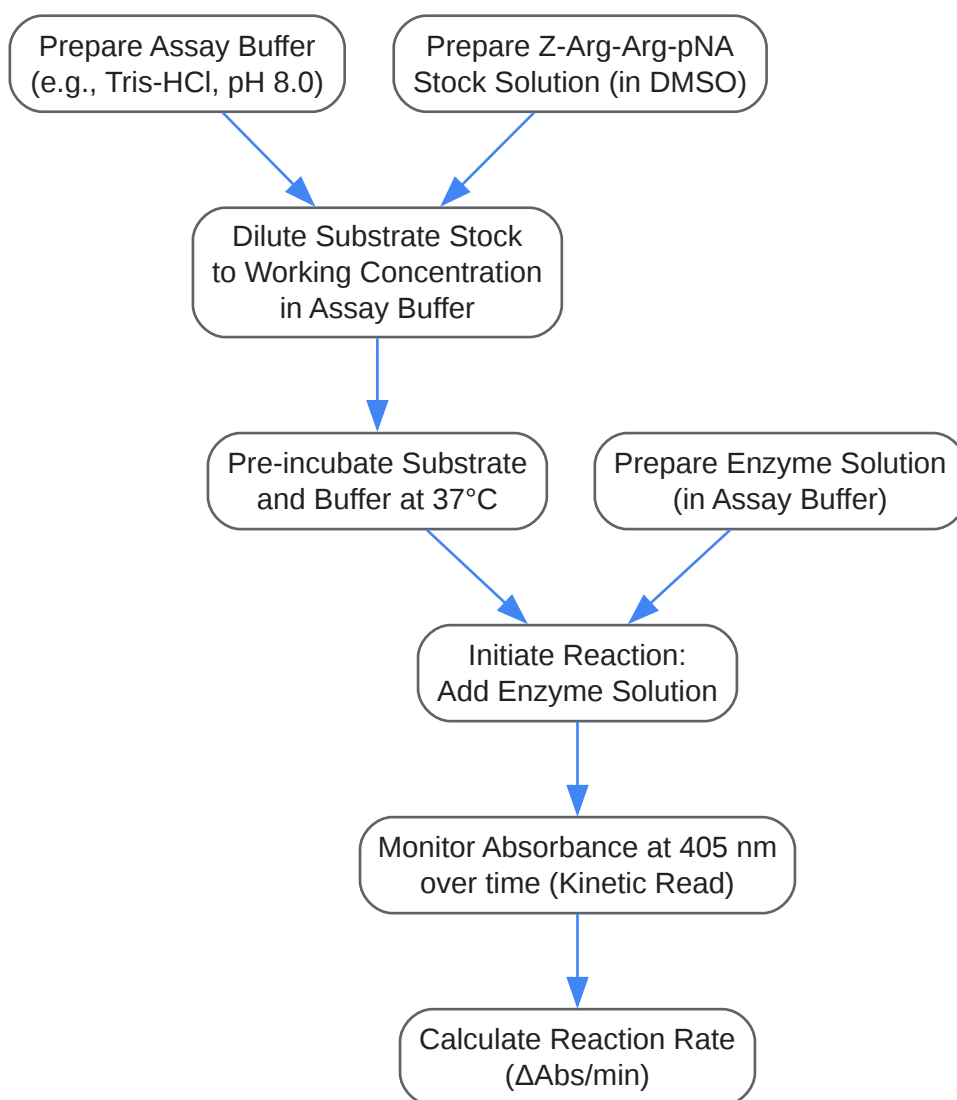 Prepare Assay Buffer
(e.g., Tris-HCl, pH 8.0)
Prepare Z-Arg-Arg-pNA
Stock Solution (in DMSO)
Dilute Substrate Stock
to Working Concentration
in Assay Buffer
Pre-incubate Substrate
and Buffer at 37°C
Prepare Enzyme Solution
(in Assay Buffer)
Initiate Reaction:
Add Enzyme Solution
Monitor Absorbance at 405 nm
over time (Kinetic Read)
Calculate Reaction Rate
(ΔAbs/min)